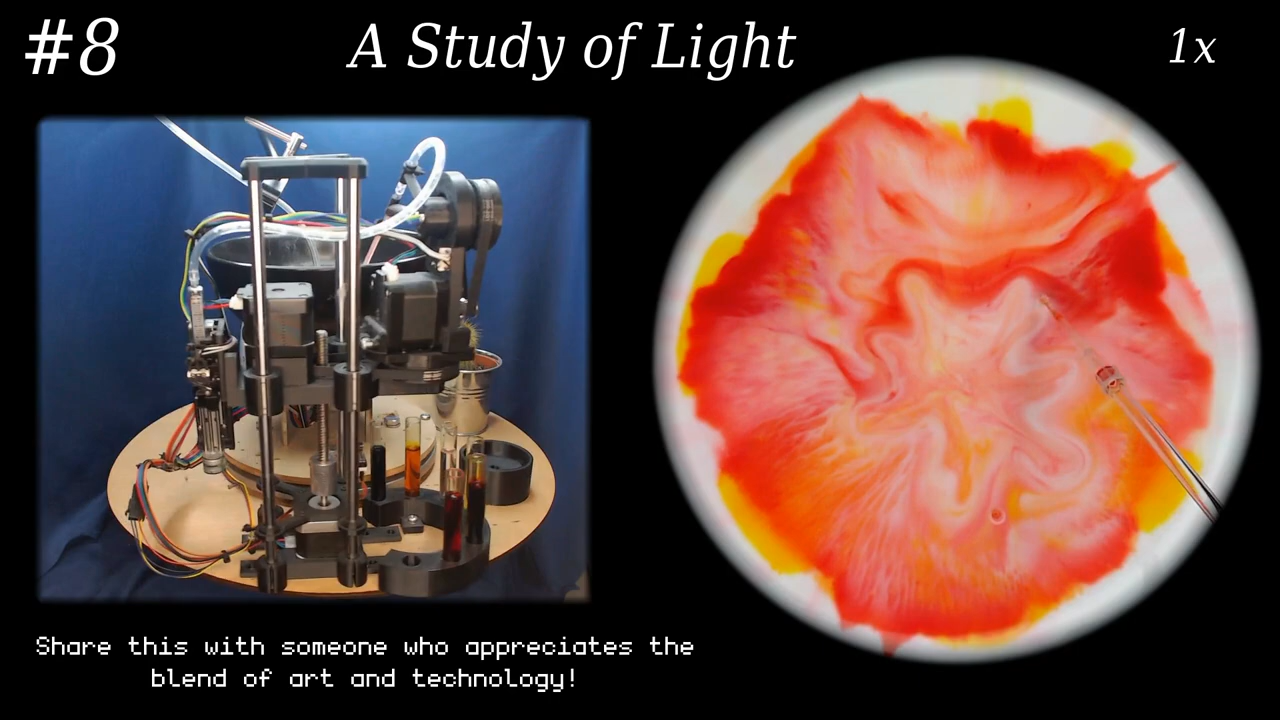 #8
A Study of Light
1x
Share this with someone who appreciates the
blend of art and technology!